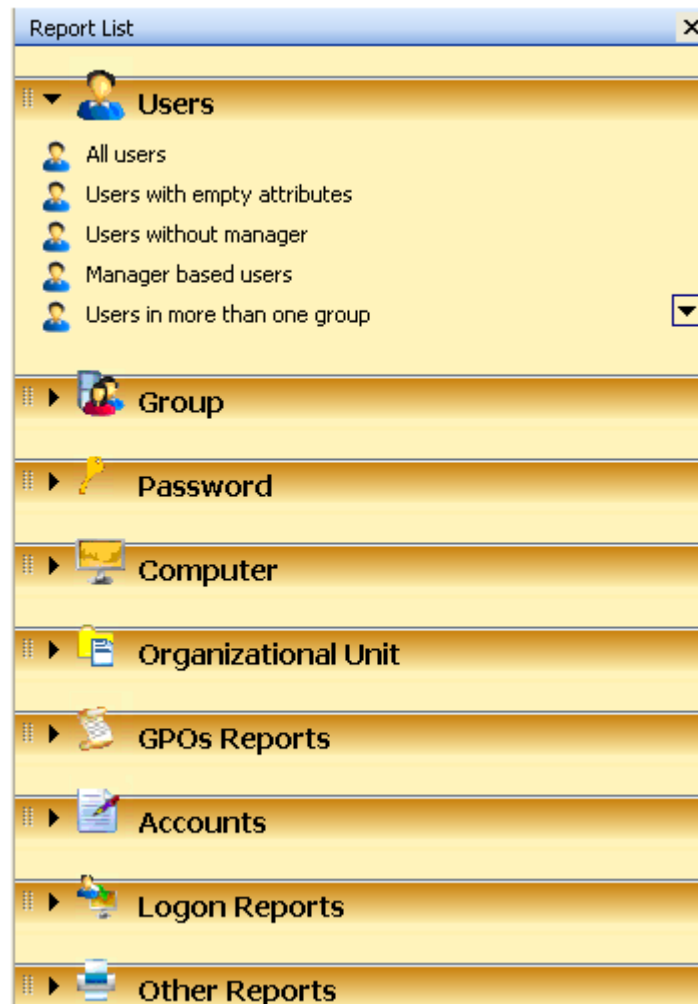 Report List
Users
All users
Users with empty attributes
Users without manager
Manager based users
Users in more than one group
Group
Password
Computer
Organizational Unit
GPOs Reports
Accounts
Logon Reports
Other Reports